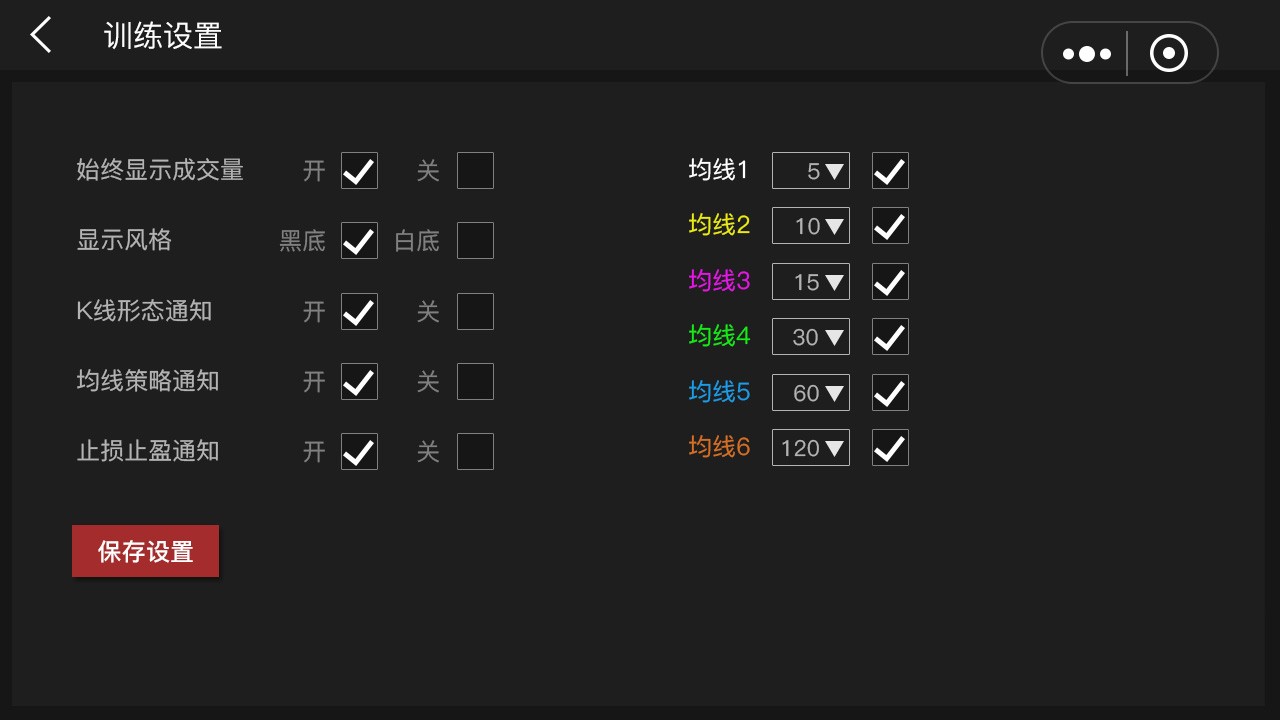 训练设置
始终显示成交量 开 关
显示风格 黑底 白底
K线形态通知 开 关
均线策略通知 开 关
止损止盈通知 开 关
保存设置
均线1 5
均线2 10
均线3 15
均线4 30
均线5 60
均线6 120